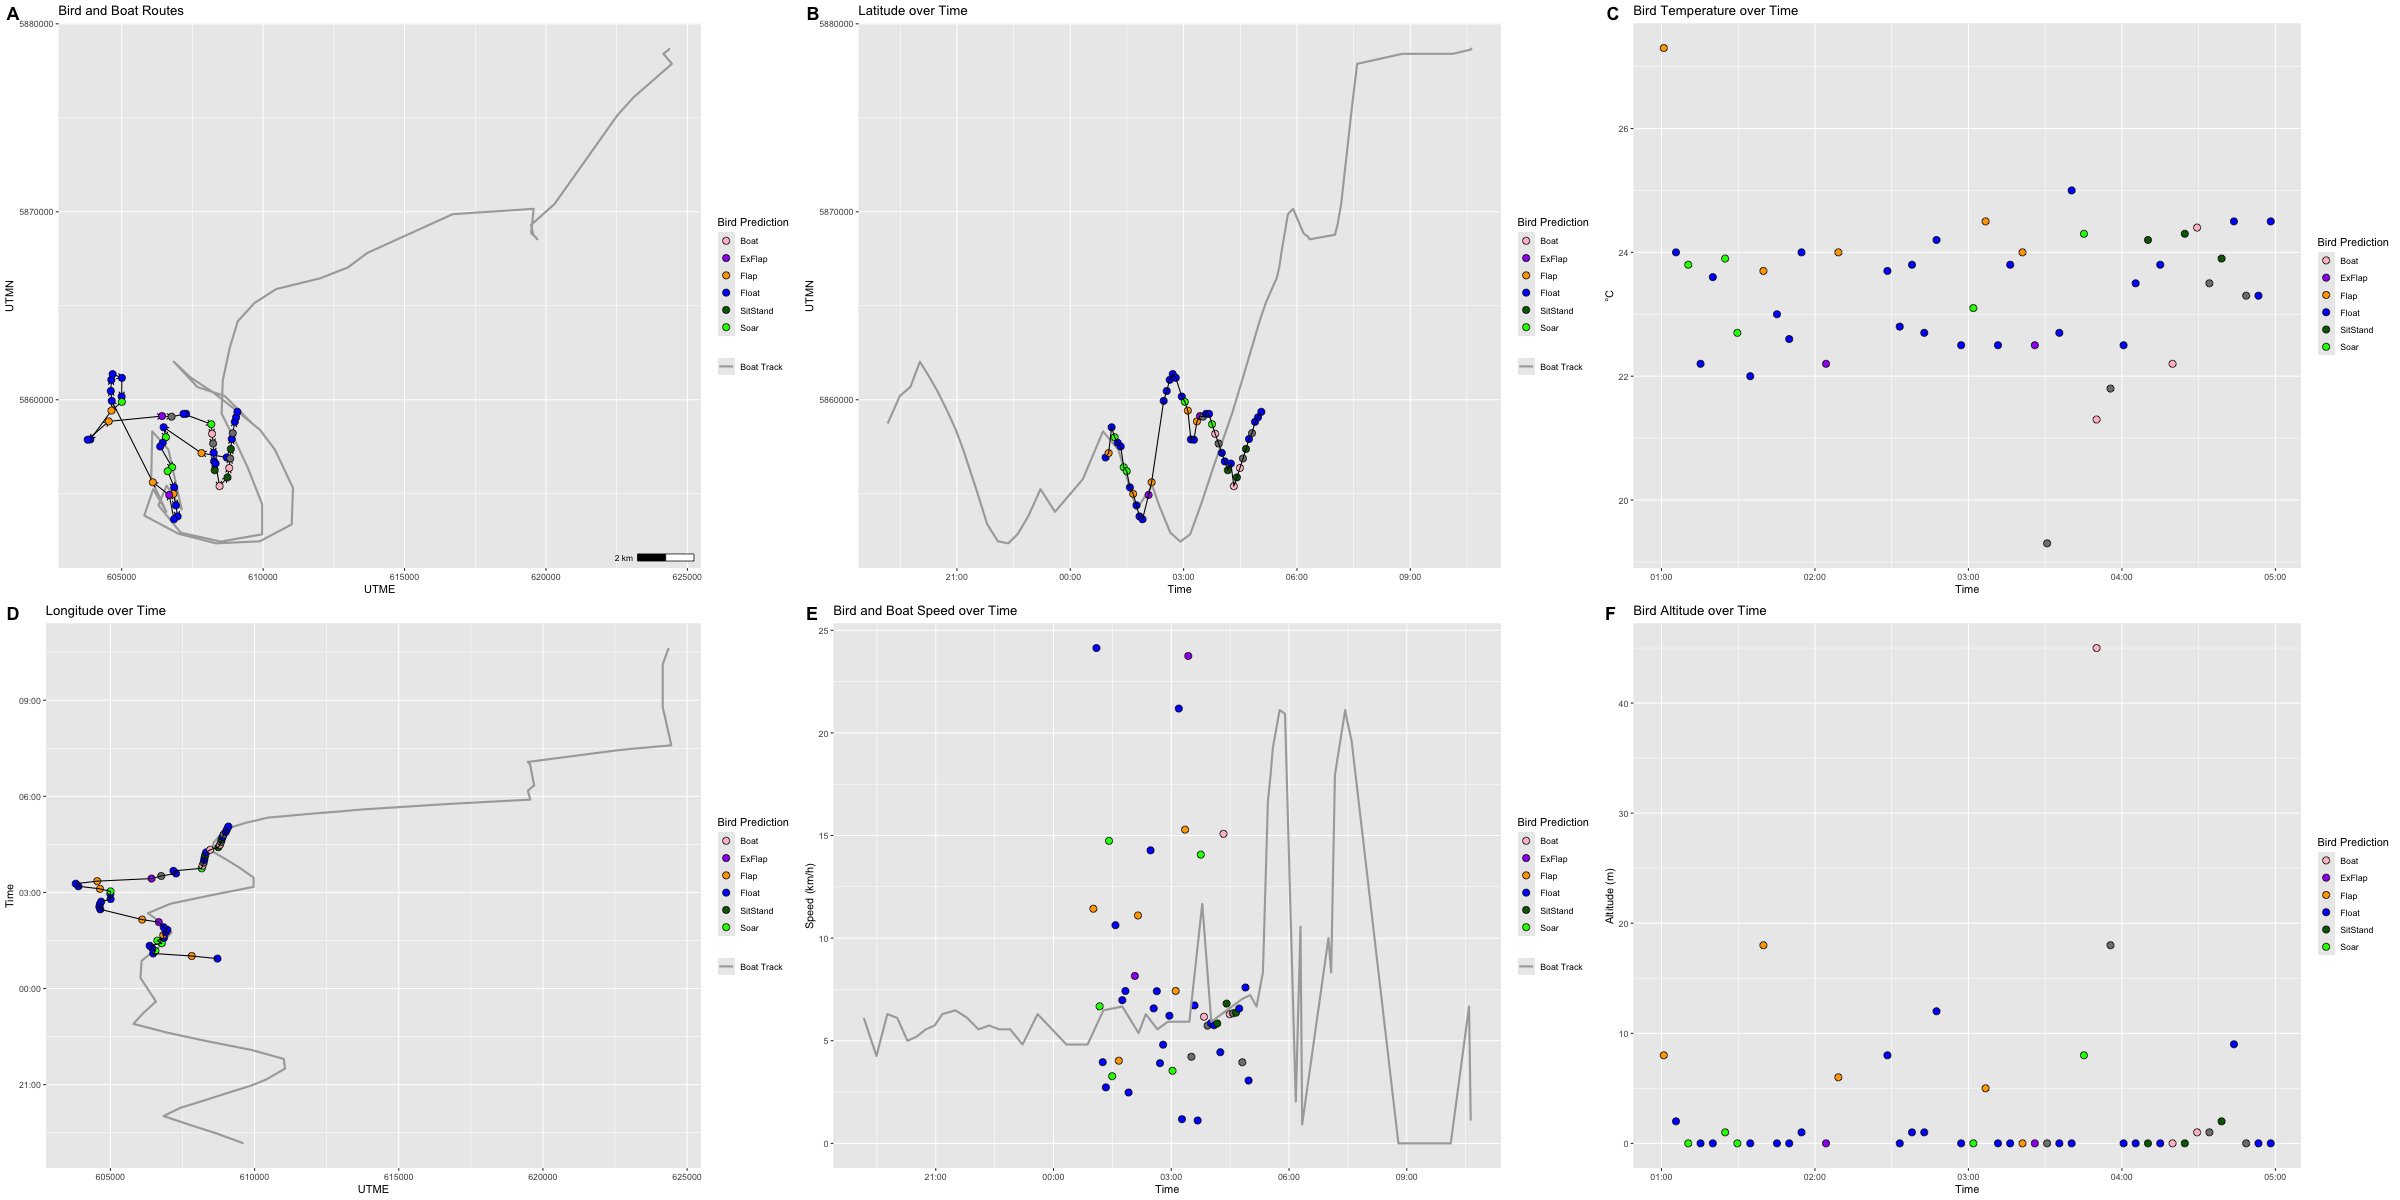 A Bird and Boat Routes
5880000
5870000
5860000
UTMN
605000 610000 615000 620000 625000
UTME
2 km
Bird Prediction
Boat
ExFlap
Flap
Float
SitStand
Soar
Boat Track
B Latitude over Time
5880000
5870000
5860000
UTMN
21:00 00:00 03:00 06:00 09:00
Time
Bird Prediction
Boat
ExFlap
Flap
Float
SitStand
Soar
Boat Track
C Bird Temperature over Time
26
24
22
20
°C
01:00 02:00 03:00 04:00 05:00
Time
Bird Prediction
Boat
ExFlap
Flap
Float
SitStand
Soar
D Longitude over Time
09:00
06:00
03:00
00:00
21:00
Time
605000 610000 615000 620000 625000
UTME
Bird Prediction
Boat
ExFlap
Flap
Float
SitStand
Soar
Boat Track
E Bird and Boat Speed over Time
25
20
15
10
5
0
Speed (km/h)
21:00 00:00 03:00 06:00 09:00
Time
Bird Prediction
Boat
ExFlap
Flap
Float
SitStand
Soar
Boat Track
F Bird Altitude over Time
40
30
20
10
0
Altitude (m)
01:00 02:00 03:00 04:00 05:00
Time
Bird Prediction
Boat
ExFlap
Flap
Float
SitStand
Soar